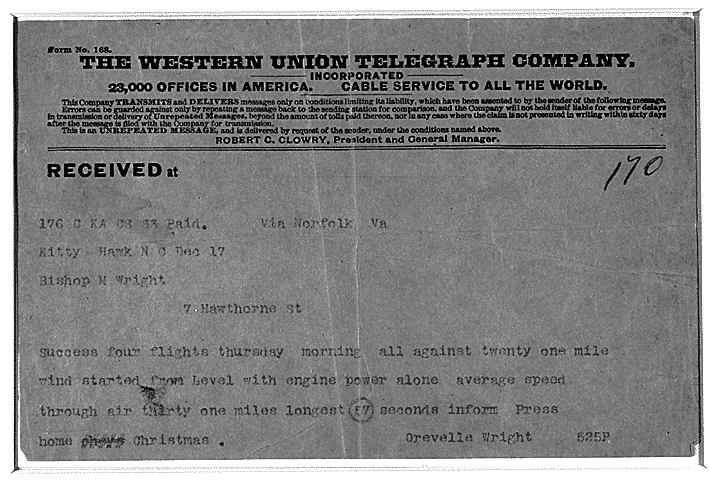 Form No. 168.
THE WESTERN UNION TELEGRAPH COMPANY.
INCORPORATED
23,000 OFFICES IN AMERICA. CABLE SERVICE TO ALL THE WORLD.
This Company TRANSMITS and DELIVERS messages only on conditions limiting its liability, which have been assented to by the sender of the following message.
Errors can be guarded against only by repeating a message back to the sending station for comparison, and the Company will not hold itself liable for errors or delays
in transmission or delivery of Unrepeated Messages, beyond the amount of tolls paid thereon, nor in any case where the claim is not presented in writing within sixty days
after the message is filed with the Company for transmission.
This is an UNREPEATED MESSAGE, and is delivered by request of the sender, under the conditions named above.
ROBERT C. CLOWRY, President and General Manager.
RECEIVED at
170
176 C KA CS 33 Paid. Via Norfolk Va
Kitty Hawk N C Dec 17
Bishop M Wright
7 Hawthorne St
Success four flights thursday morning all against twenty one mile
wind started from Level with engine power alone average speed
through air thirty one miles longest 57 seconds inform Press
home Christmas .
Orevelle Wright 525P